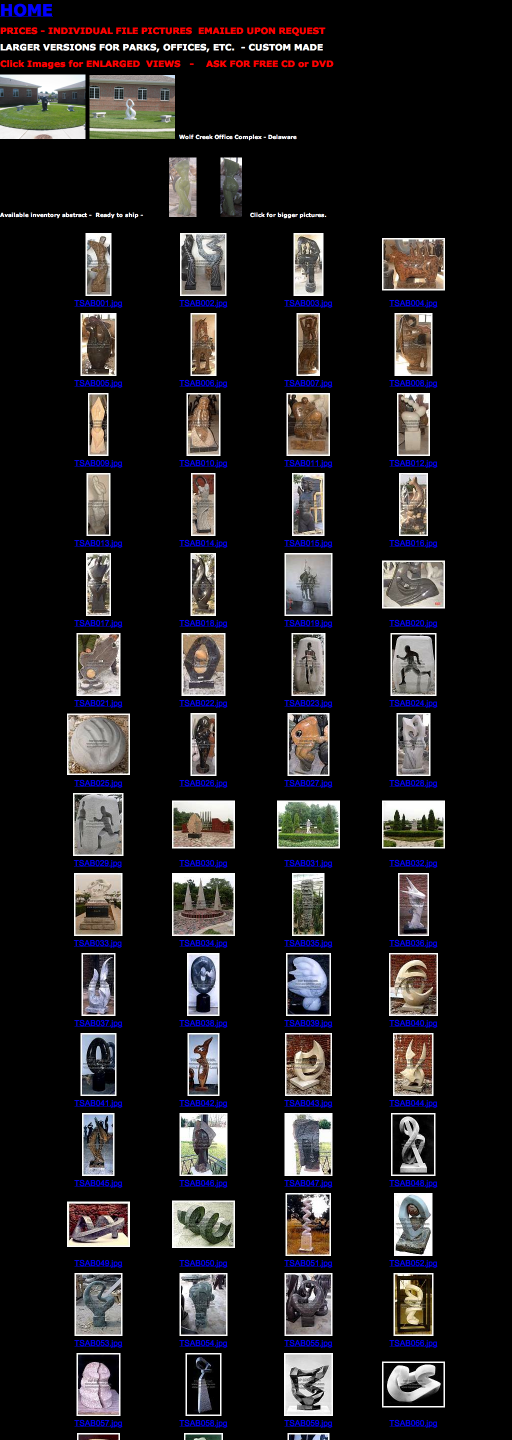 HOME
PRICES - INDIVIDUAL FILE PICTURES EMAILED UPON REQUEST
LARGER VERSIONS FOR PARKS, OFFICES, ETC. - CUSTOM MADE
Click Images for ENLARGED VIEWS - ASK FOR FREE CD or DVD
Wolf Creek Office Complex - Delaware
Available inventory abstract - Ready to ship - Click for bigger pictures.
TSAB001.jpg TSAB002.jpg TSAB003.jpg TSAB004.jpg
TSAB005.jpg TSAB006.jpg TSAB007.jpg TSAB008.jpg
TSAB009.jpg TSAB010.jpg TSAB011.jpg TSAB012.jpg
TSAB013.jpg TSAB014.jpg TSAB015.jpg TSAB016.jpg
TSAB017.jpg TSAB018.jpg TSAB019.jpg TSAB020.jpg
TSAB021.jpg TSAB022.jpg TSAB023.jpg TSAB024.jpg
TSAB025.jpg TSAB026.jpg TSAB027.jpg TSAB028.jpg
TSAB029.jpg TSAB030.jpg TSAB031.jpg TSAB032.jpg
TSAB033.jpg TSAB034.jpg TSAB035.jpg TSAB036.jpg
TSAB037.jpg TSAB038.jpg TSAB039.jpg TSAB040.jpg
TSAB041.jpg TSAB042.jpg TSAB043.jpg TSAB044.jpg
TSAB045.jpg TSAB046.jpg TSAB047.jpg TSAB048.jpg
TSAB049.jpg TSAB050.jpg TSAB051.jpg TSAB052.jpg
TSAB053.jpg TSAB054.jpg TSAB055.jpg TSAB056.jpg
TSAB057.jpg TSAB058.jpg TSAB059.jpg TSAB060.jpg